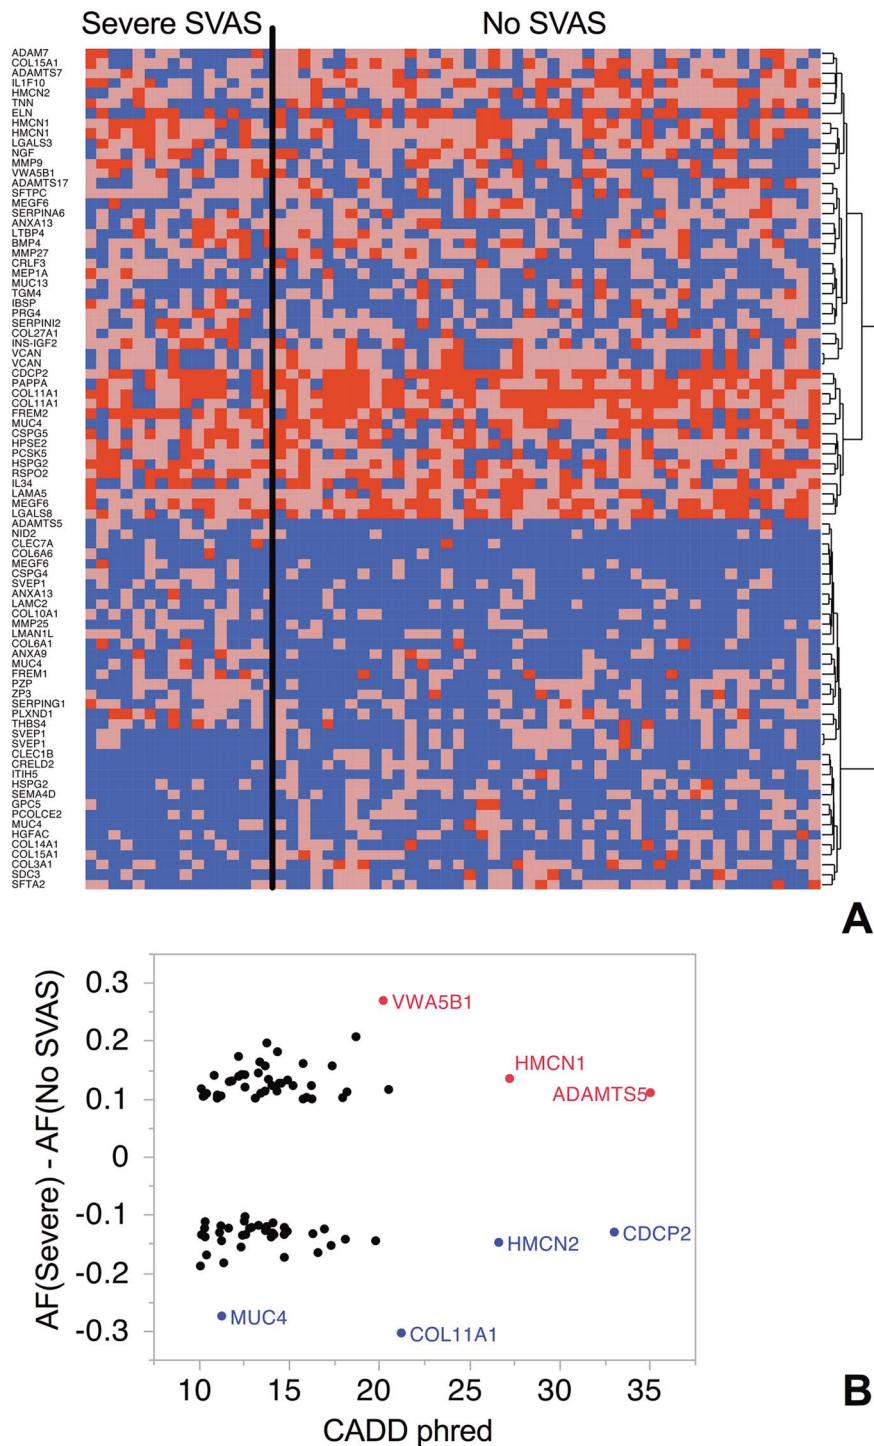 Severe SVAS No SVAS
ADAM7
COL15A1
ADAMTS7
IL1F10
HMCN2
TNN
ELN
HMCN1
HMCN1
LGALS3
NGF
MMP9
VWA5B1
ADAMTS17
SFTPC
MEGF6
SERPINA6
ANXA13
LTBP4
BMP4
MMP27
CRLF3
MEP1A
MUC13
TGM4
IBSP
PRG4
SERPINI2
COL27A1
INS-IGF2
VCAN
VCAN
CDCP2
PAPPA
COL11A1
COL11A1
FREM2
MUC4
CSPG5
HPSE2
PCSK5
HSPG2
RSPO2
IL34
LAMA5
MEGF6
LGALS8
ADAMTS5
NID2
CLEC7A
COL6A6
MEGF6
CSPG4
SVEP1
ANXA13
LAMC2
COL10A1
MMP25
LMAN1L
COL6A1
ANXA9
MUC4
FREM1
PZP
ZP3
SERPING1
PLXND1
THBS4
SVEP1
SVEP1
CLEC1B
CRELD2
ITIH5
HSPG2
SEMA4D
GPC5
PCOLCE2
MUC4
HGFAC
COL14A1
COL15A1
COL3A1
SDC3
SFTA2
A
AF(Severe) - AF(No SVAS)
0.3
0.2
0.1
0
-0.1
-0.2
-0.3
VWA5B1
HMCN1
ADAMTS5
HMCN2
CDCP2
MUC4
COL11A1
10 15 20 25 30 35
CADD phred
B